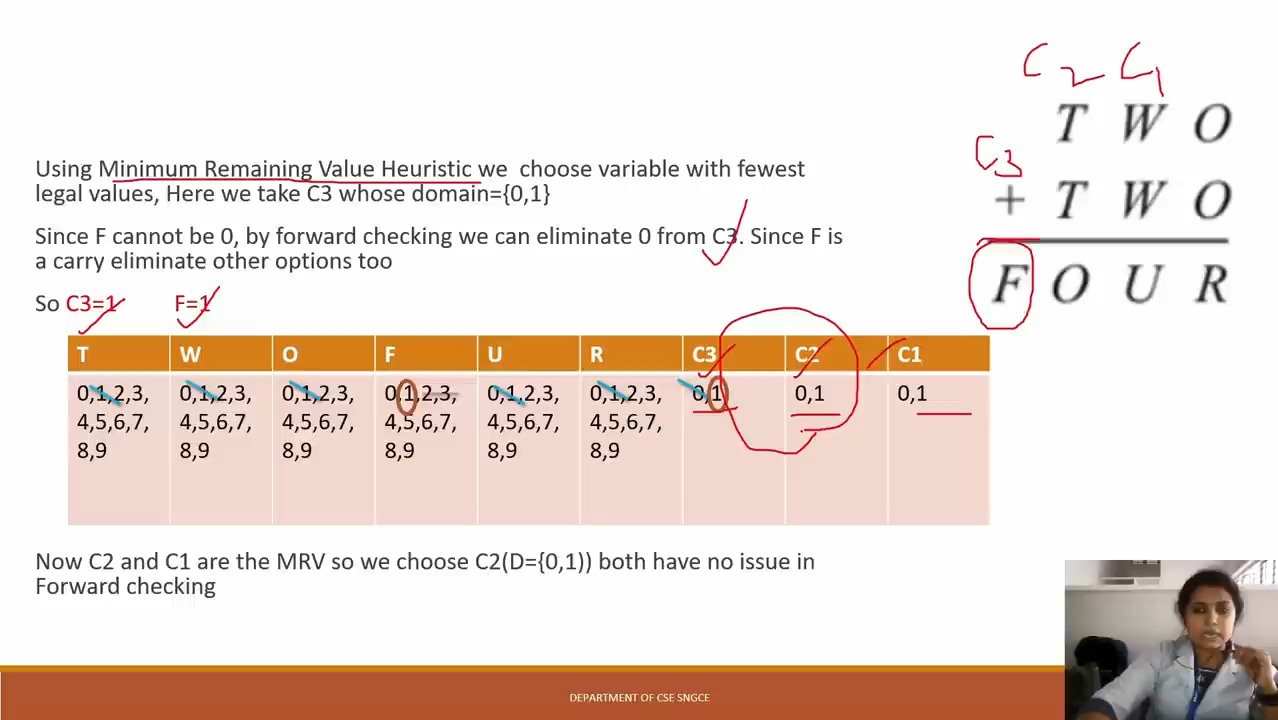 C2 C1
T W O
C3
+ T W O
F O U R
Using Minimum Remaining Value Heuristic we choose variable with fewest
legal values, Here we take C3 whose domain={0,1}
Since F cannot be 0, by forward checking we can eliminate 0 from C3. Since F is
a carry eliminate other options too
So C3=1 F=1
T W O F U R C3 C2 C1
0,1,2,3, 0,1,2,3, 0,1,2,3, 0,1,2,3, 0,1,2,3, 0,1,2,3, 0,1 0,1 0,1
4,5,6,7, 4,5,6,7, 4,5,6,7, 4,5,6,7, 4,5,6,7, 4,5,6,7,
8,9 8,9 8,9 8,9 8,9 8,9
Now C2 and C1 are the MRV so we choose C2(D={0,1)) both have no issue in
Forward checking
DEPARTMENT OF CSE SNGCE